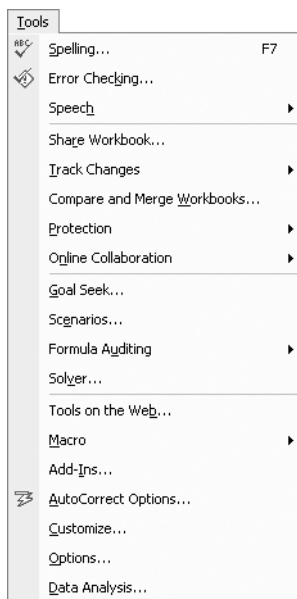 Tools
ABC
Spelling... F7
Error Checking...
Speech
Share Workbook...
Track Changes
Compare and Merge Workbooks...
Protection
Online Collaboration
Goal Seek...
Scenarios...
Formula Auditing
Solver...
Tools on the Web...
Macro
Add-Ins...
AutoCorrect Options...
Customize...
Options...
Data Analysis...